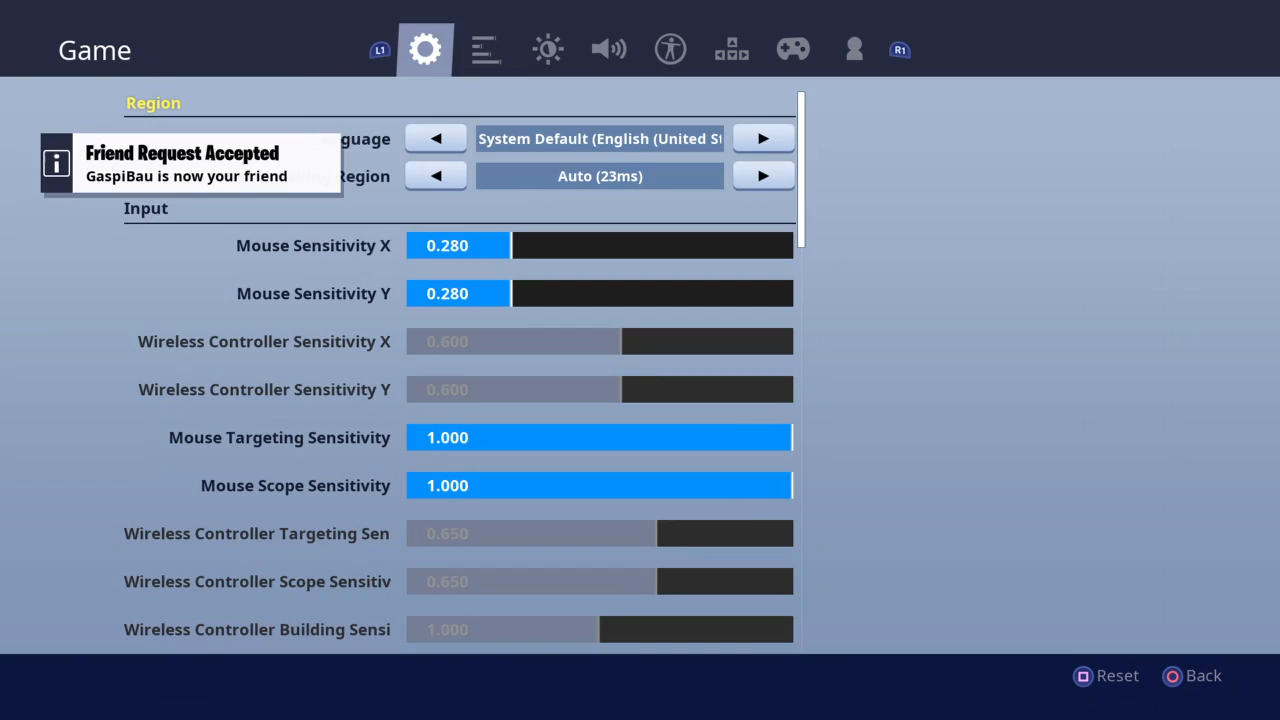 Game
L1
R1
Region
guage
System Default (English (United St
Friend Request Accepted
GaspiBau is now your friend
Region
Auto (23ms)
Input
Mouse Sensitivity X
0.280
Mouse Sensitivity Y
0.280
Wireless Controller Sensitivity X
0.600
Wireless Controller Sensitivity Y
0.600
Mouse Targeting Sensitivity
1.000
Mouse Scope Sensitivity
1.000
Wireless Controller Targeting Sen
0.650
Wireless Controller Scope Sensitiv
0.650
Wireless Controller Building Sensi
1.000
Reset
Back